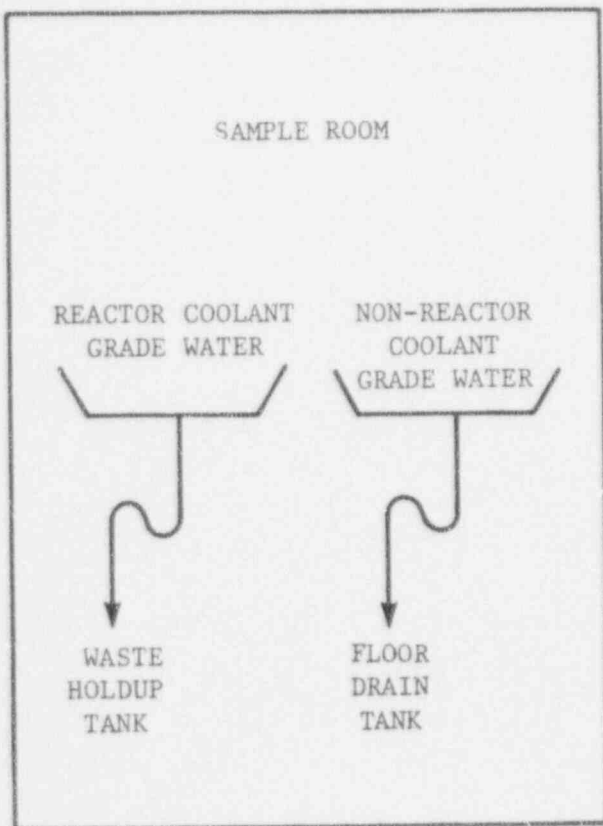 SAMPLE ROOM
REACTOR COOLANT
GRADE WATER
NON-REACTOR
COOLANT
GRADE WATER
WASTE
HOLDUP
TANK
FLOOR
DRAIN
TANK